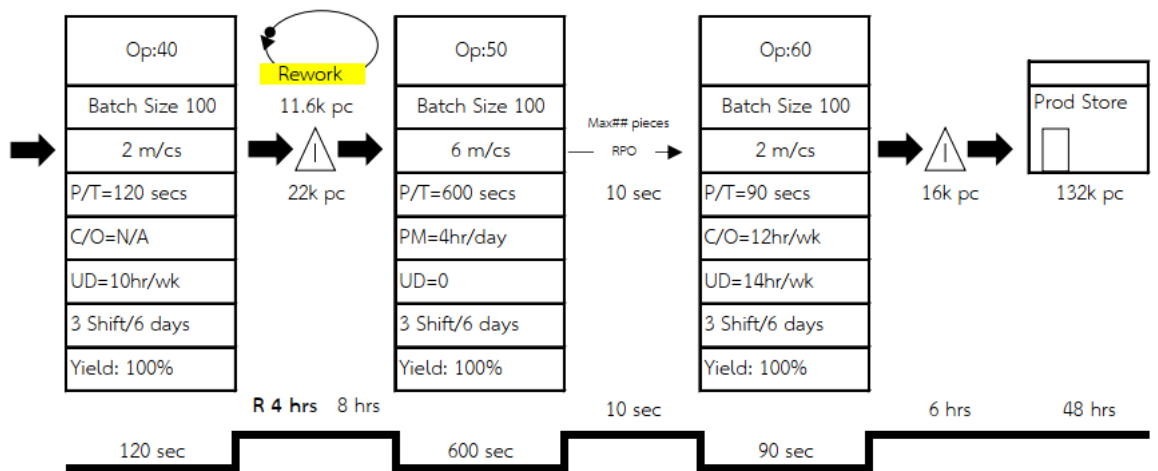 Op:40
Batch Size 100
2 m/cs
P/T=120 secs
C/O=N/A
UD=10hr/wk
3 Shift/6 days
Yield: 100%
Rework
11.6k pc
I
22k pc
Op:50
Batch Size 100
6 m/cs
P/T=600 secs
PM=4hr/day
UD=0
3 Shift/6 days
Yield: 100%
Max## pieces
RPO
10 sec
Op:60
Batch Size 100
2 m/cs
P/T=90 secs
C/O=12hr/wk
UD=14hr/wk
3 Shift/6 days
Yield: 100%
I
16k pc
Prod Store
132k pc
120 sec
R 4 hrs 8 hrs
600 sec
10 sec
90 sec
6 hrs
48 hrs